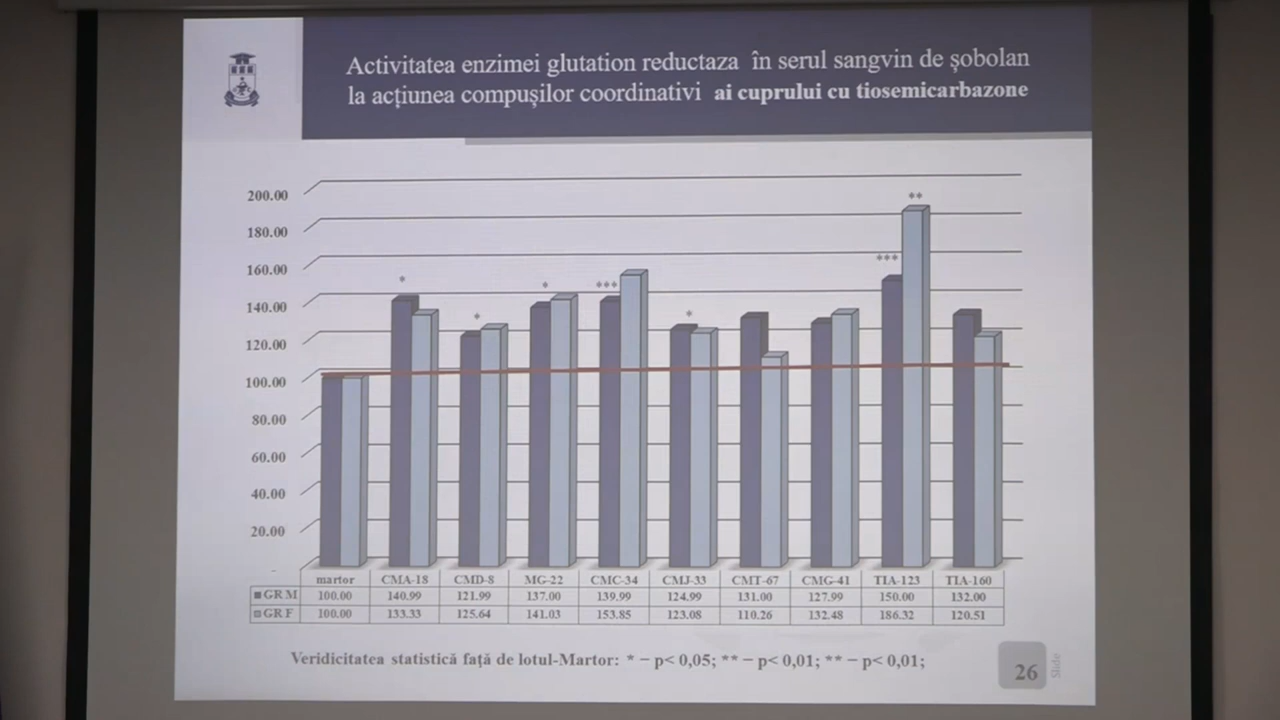 Activitatea enzimei glutation reductaza în serul sangvin de șobolan
la acțiunea compușilor coordinativi ai cuprului cu tiosemicarbazone
200.00
180.00
160.00
140.00
120.00
100.00
80.00
60.00
40.00
20.00
-
* * * *** * *** **
martor CMA-18 CMD-8 MG-22 CMC-34 CMJ-33 CMT-67 CMG-41 TIA-123 TIA-160
GR M 100.00 140.99 121.99 137.00 139.99 124.99 131.00 127.99 150.00 132.00
GR F 100.00 133.33 125.64 141.03 153.85 123.08 110.26 132.48 186.32 120.51
Veridicitatea statistică față de lotul-Martor: * – p< 0,05; ** – p< 0,01; ** – p< 0,01;
26
Slide